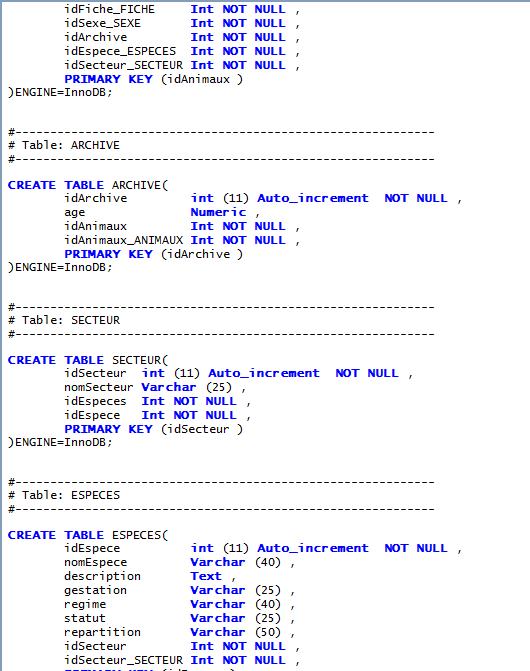 idFiche_FICHE Int NOT NULL ,
idSexe_SEXE Int NOT NULL ,
idArchive Int NOT NULL ,
idEspece_ESPECES Int NOT NULL ,
idSecteur_SECTEUR Int NOT NULL ,
PRIMARY KEY (idAnimaux )
)ENGINE=InnoDB;
#------------------------------------------------------------
# Table: ARCHIVE
#------------------------------------------------------------
CREATE TABLE ARCHIVE(
idArchive int (11) Auto_increment NOT NULL ,
age Numeric ,
idAnimaux Int NOT NULL ,
idAnimaux_ANIMAUX Int NOT NULL ,
PRIMARY KEY (idArchive )
)ENGINE=InnoDB;
#------------------------------------------------------------
# Table: SECTEUR
#------------------------------------------------------------
CREATE TABLE SECTEUR(
idSecteur int (11) Auto_increment NOT NULL ,
nomSecteur Varchar (25) ,
idEspeces Int NOT NULL ,
idEspece Int NOT NULL ,
PRIMARY KEY (idSecteur )
)ENGINE=InnoDB;
#------------------------------------------------------------
# Table: ESPECES
#------------------------------------------------------------
CREATE TABLE ESPECES(
idEspece int (11) Auto_increment NOT NULL ,
nomEspece Varchar (40) ,
description Text ,
gestation Varchar (25) ,
regime Varchar (40) ,
statut Varchar (25) ,
repartition Varchar (50) ,
idSecteur Int NOT NULL ,
idSecteur_SECTEUR Int NOT NULL ,